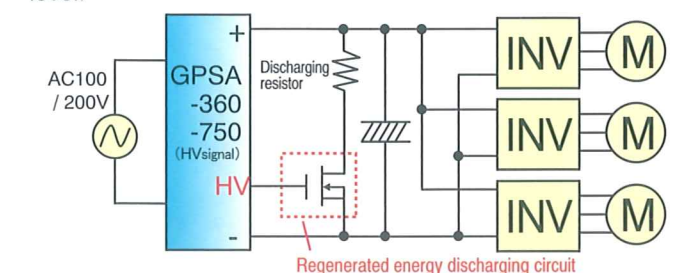 +
GPSA
-360
-750
(HVsignal)
HV
-
AC100
/ 200V
Discharging
resistor
INV
M
INV
M
INV
M
Regenerated energy discharging circuit